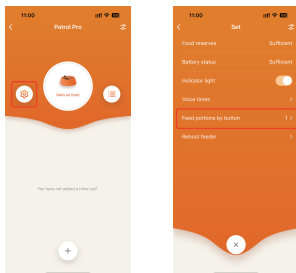 11:00
Patrol Pro
Manual feed
You have not added a timer yet!
11:00
Set
Food reserves Sufficient
Battery status Sufficient
Indicator light
Voice times
Feed portions by button 1
Reboot feeder